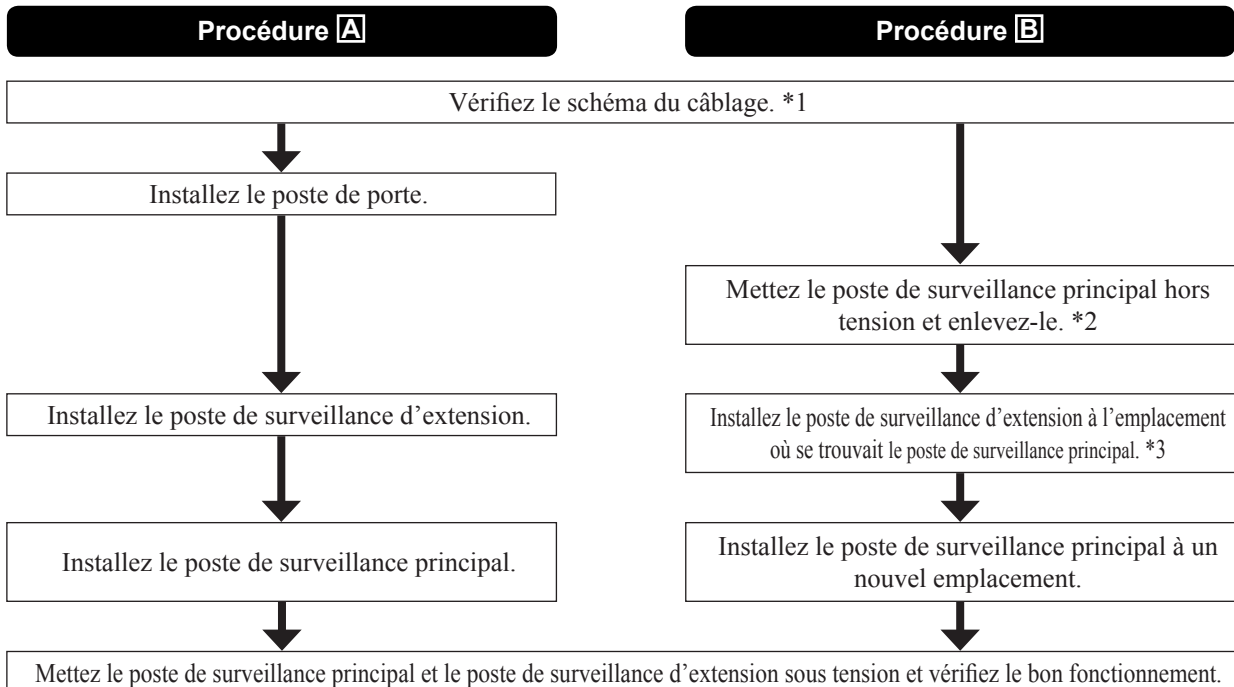 Procédure A
Procédure B
Vérifiez le schéma du câblage. *1
Installez le poste de porte.
Mettez le poste de surveillance principal hors
tension et enlevez-le. *2
Installez le poste de surveillance d’extension.
Installez le poste de surveillance d’extension à l’emplacement
où se trouvait le poste de surveillance principal. *3
Installez le poste de surveillance principal.
Installez le poste de surveillance principal à un
nouvel emplacement.
Mettez le poste de surveillance principal et le poste de surveillance d’extension sous tension et vérifiez le bon fonctionnement.